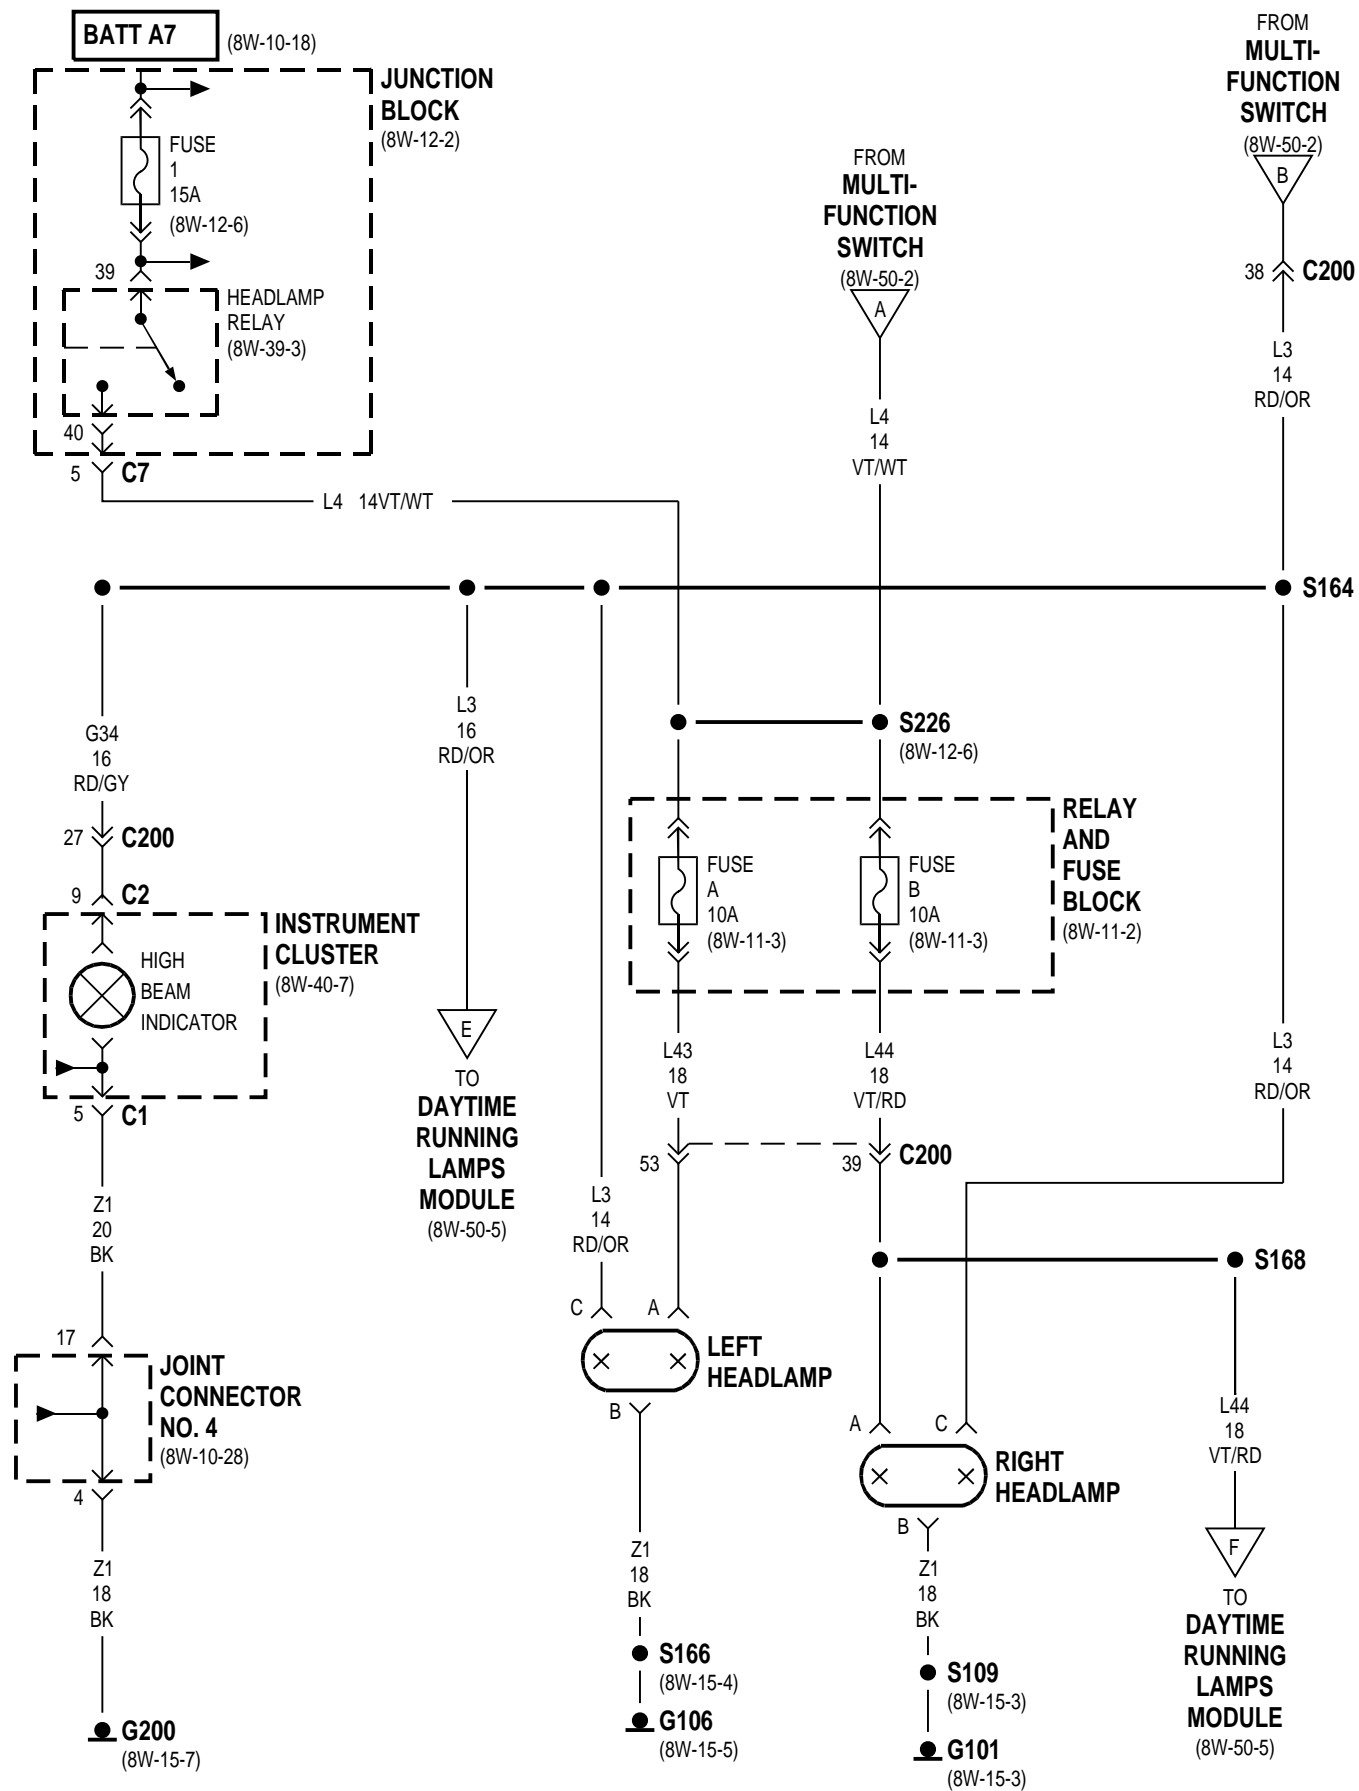 BATT A7
(8W-10-18)
JUNCTION
BLOCK
(8W-12-2)
FUSE
1
15A
(8W-12-6)
39
HEADLAMP
RELAY
(8W-39-3)
40
5
C7
L4 14VT/WT
FROM
MULTI-
FUNCTION
SWITCH
(8W-50-2)
A
L4
14
VT/WT
FROM
MULTI-
FUNCTION
SWITCH
(8W-50-2)
B
38
C200
L3
14
RD/OR
S164
G34
16
RD/GY
27
C200
9
C2
INSTRUMENT
CLUSTER
(8W-40-7)
HIGH
BEAM
INDICATOR
5
C1
Z1
20
BK
17
JOINT
CONNECTOR
NO. 4
(8W-10-28)
4
Z1
18
BK
G200
(8W-15-7)
L3
16
RD/OR
E
TO
DAYTIME
RUNNING
LAMPS
MODULE
(8W-50-5)
S226
(8W-12-6)
RELAY
AND
FUSE
BLOCK
(8W-11-2)
FUSE
A
10A
(8W-11-3)
FUSE
B
10A
(8W-11-3)
L43
18
VT
L44
18
VT/RD
53
39
C200
L3
14
RD/OR
L3
14
RD/OR
S168
C
A
LEFT
HEADLAMP
B
Z1
18
BK
S166
(8W-15-4)
G106
(8W-15-5)
A
C
RIGHT
HEADLAMP
B
Z1
18
BK
S109
(8W-15-3)
G101
(8W-15-3)
L44
18
VT/RD
F
TO
DAYTIME
RUNNING
LAMPS
MODULE
(8W-50-5)